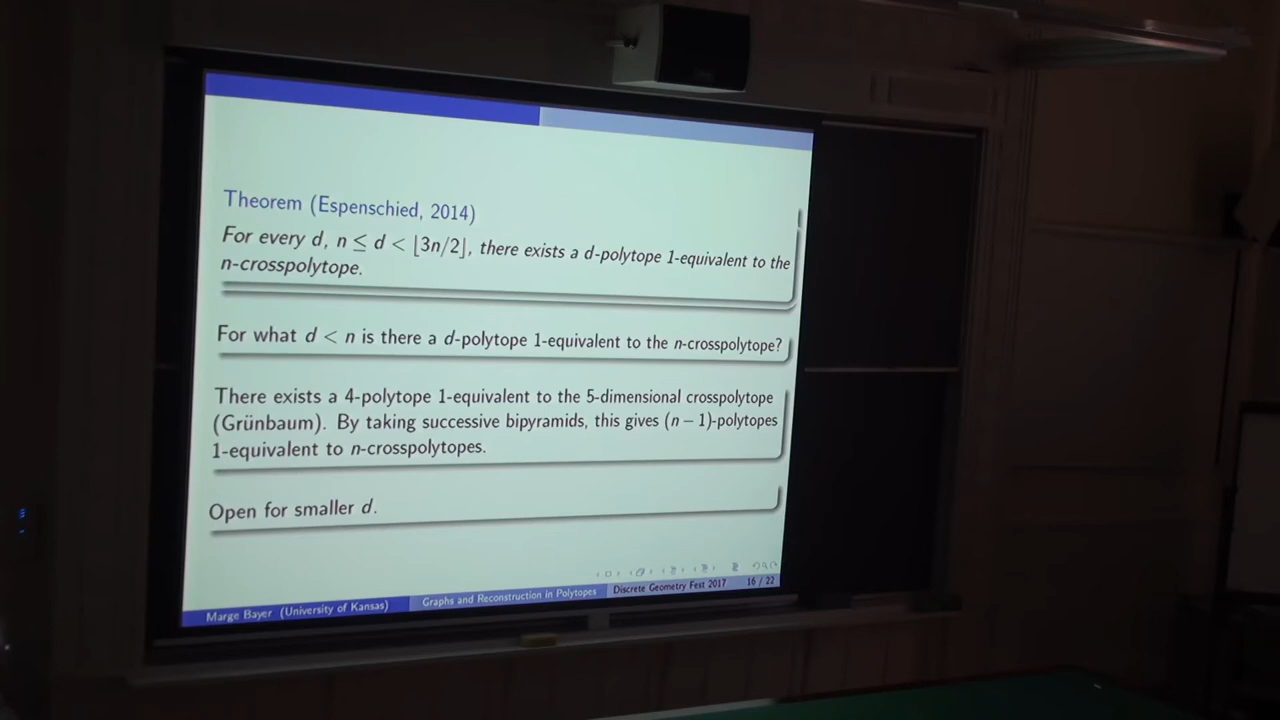 Theorem (Espenschied, 2014)
For every d, n ≤ d < ⌊3n/2⌋, there exists a d-polytope 1-equivalent to the
n-crosspolytope.
For what d < n is there a d-polytope 1-equivalent to the n-crosspolytope?
There exists a 4-polytope 1-equivalent to the 5-dimensional crosspolytope
(Grünbaum). By taking successive bipyramids, this gives (n − 1)-polytopes
1-equivalent to n-crosspolytopes.
Open for smaller d.
Marge Bayer (University of Kansas) Graphs and Reconstruction in Polytopes Discrete Geometry Fest 2017 16 / 22